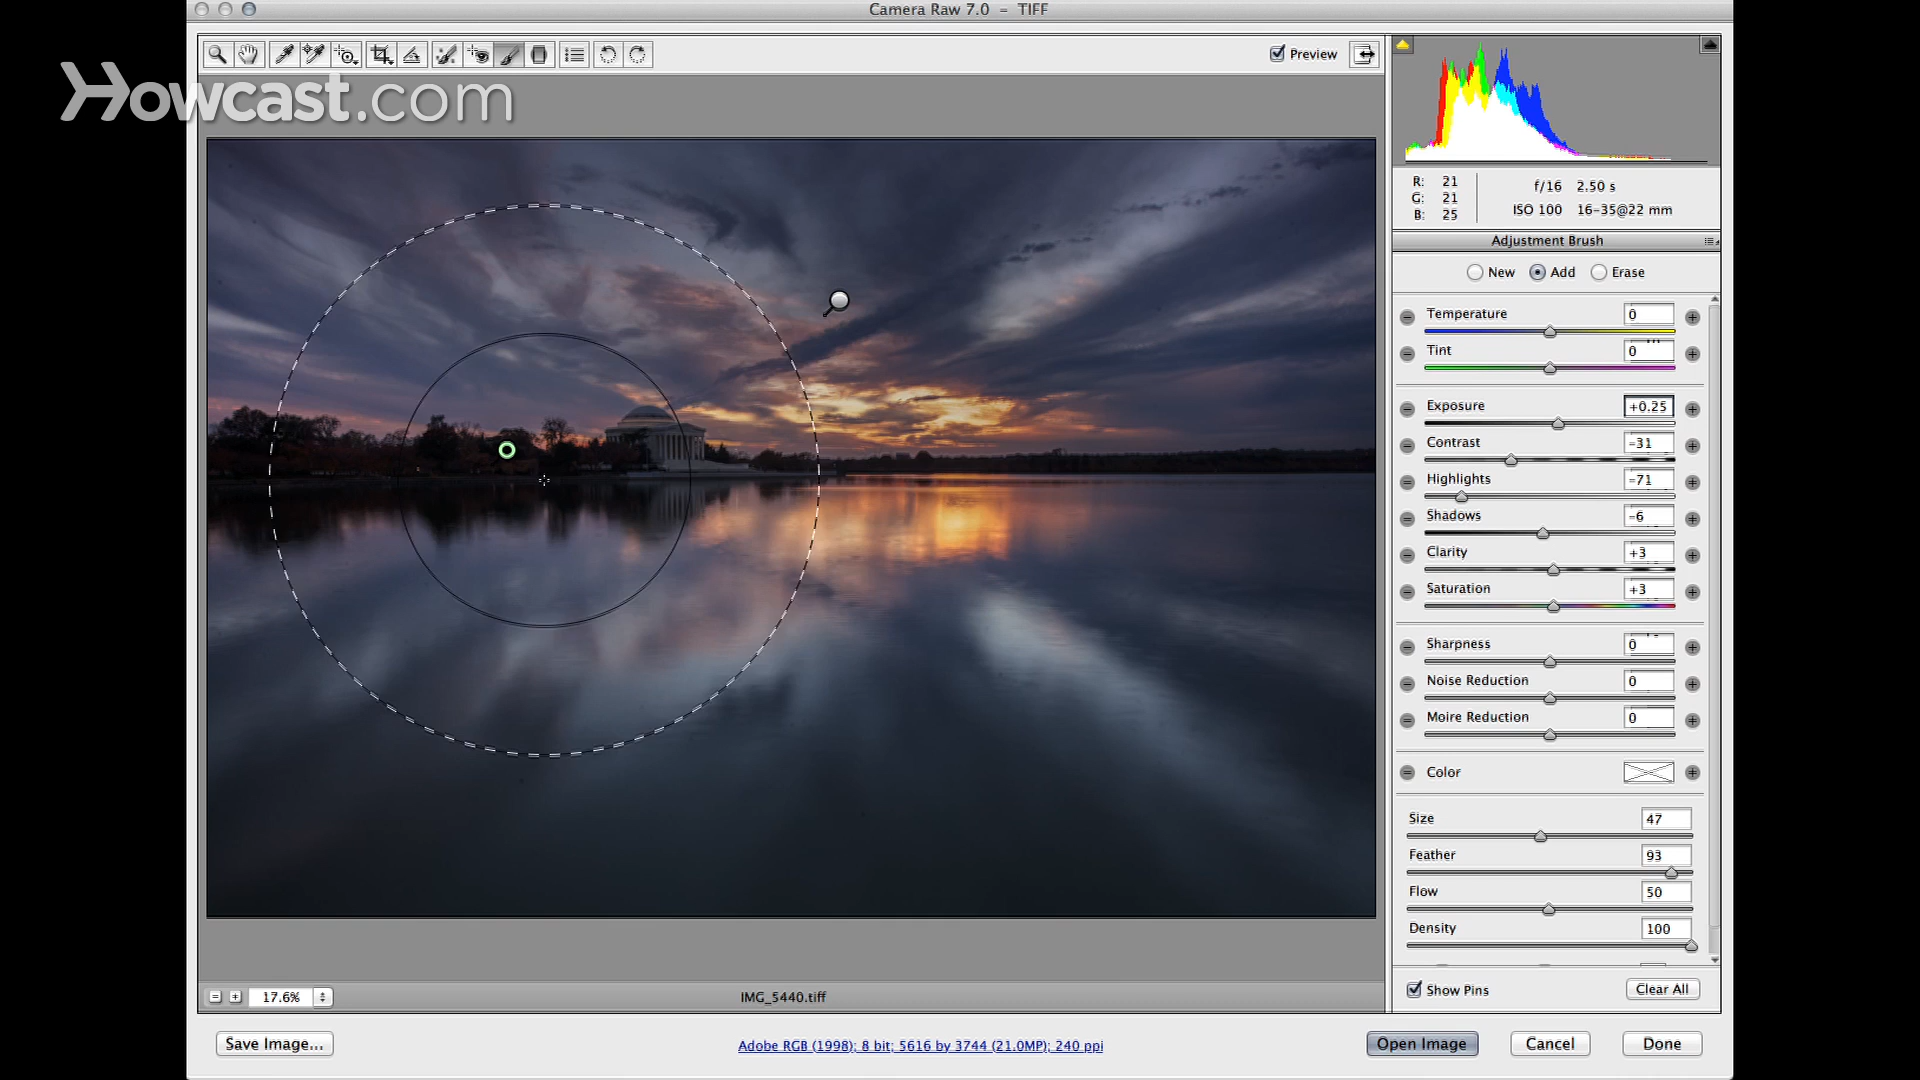 Camera Raw 7.0 – TIFF
Howcast.com
Preview
R: 21
G: 21
B: 25
f/16 2.50 s
ISO 100 16-35@22 mm
Adjustment Brush
New Add Erase
Temperature 0
Tint 0
Exposure +0.25
Contrast -31
Highlights -71
Shadows -6
Clarity +3
Saturation +3
Sharpness 0
Noise Reduction 0
Moire Reduction 0
Color
Size 47
Feather 93
Flow 50
Density 100
Show Pins Clear All
17.6% IMG_5440.tiff
Save Image... Adobe RGB (1998); 8 bit; 5616 by 3744 (21.0MP); 240 ppi Open Image Cancel Done